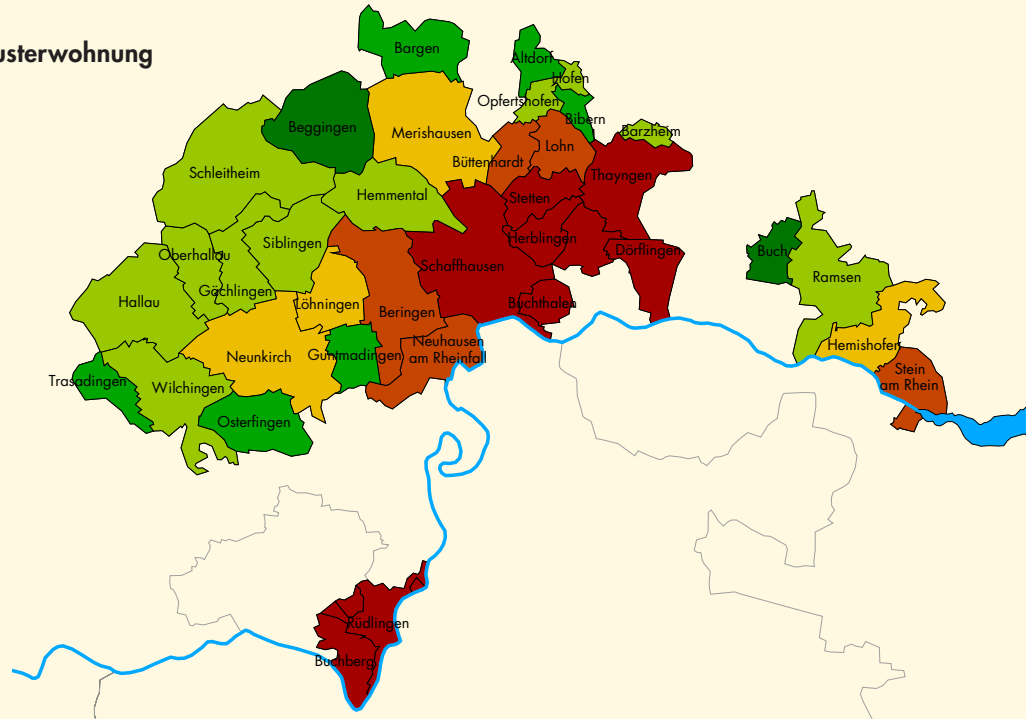 usterwohnung
Bargen
Altdorf
Hofen
Opfertshofen
Bibern
Beggingen
Merishausen
Barzheim
Lohn
Büttenhardt
Schleitheim
Thayngen
Hemmental
Stetten
Siblingen
Herblingen
Oberhallau
Dörflingen
Buch
Schaffhausen
Ramsen
Gächlingen
Hallau
Löhningen
Buchthalen
Beringen
Neuhausen
am Rheinfall
Hemishofen
Guntmadingen
Neunkirch
Stein
am Rhein
Trasadingen
Wilchingen
Osterfingen
Rüdlingen
Buchberg